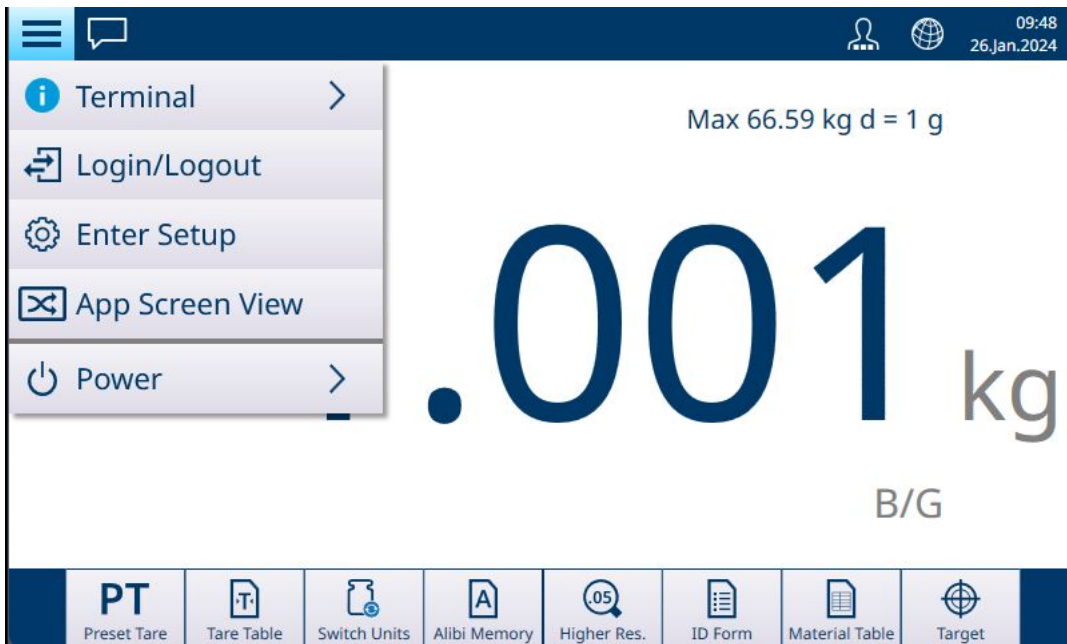 09:48
26.Jan.2024
Terminal
Login/Logout
Enter Setup
App Screen View
Power
Max 66.59 kg d = 1 g
.001 kg
B/G
PT
Preset Tare
T
Tare Table
Switch Units
A
Alibi Memory
.05
Higher Res.
ID Form
Material Table
Target